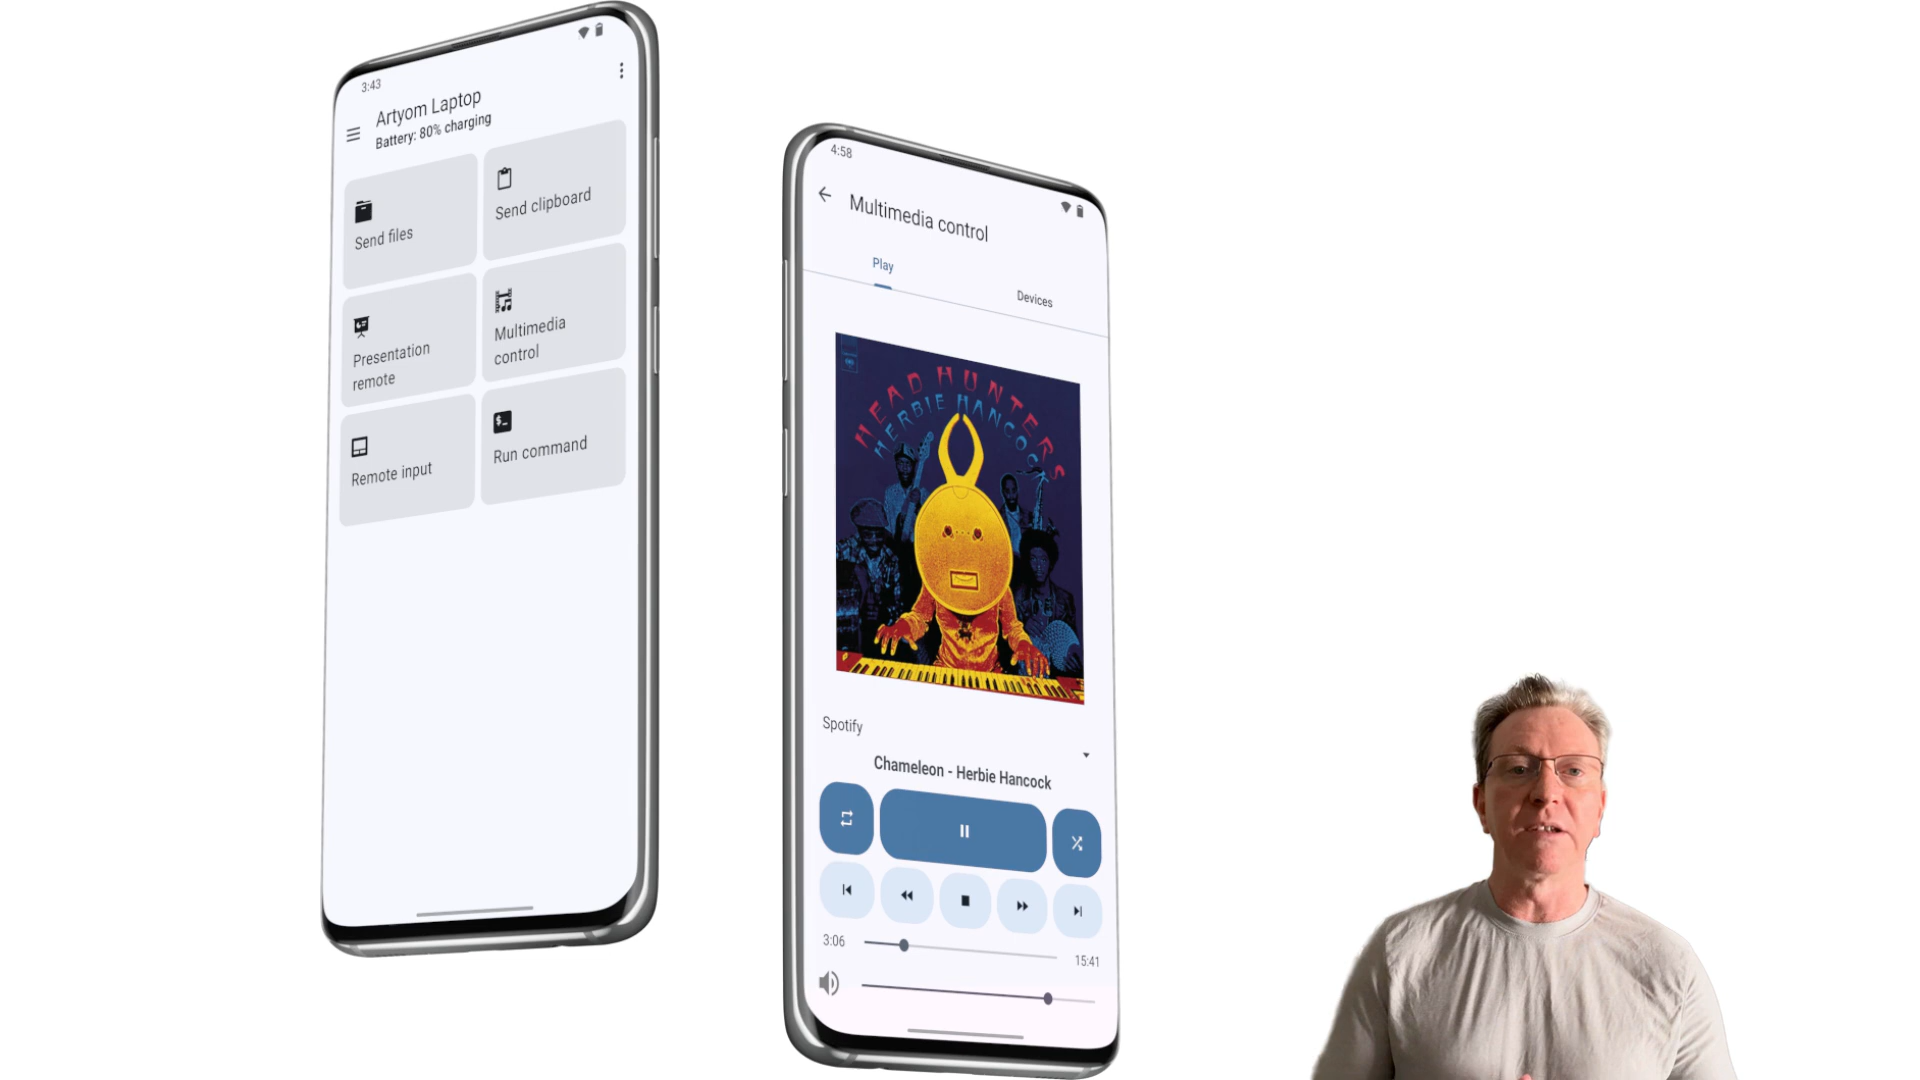 3:43
Artyom Laptop
Battery: 80% charging
Send files
Send clipboard
Presentation
remote
Multimedia
control
Remote input
$_
Run command
4:58
Multimedia control
Play
Devices
HEAD HUNTERS
HERBIE HANCOCK
Spotify
Chameleon - Herbie Hancock
3:06
15:41